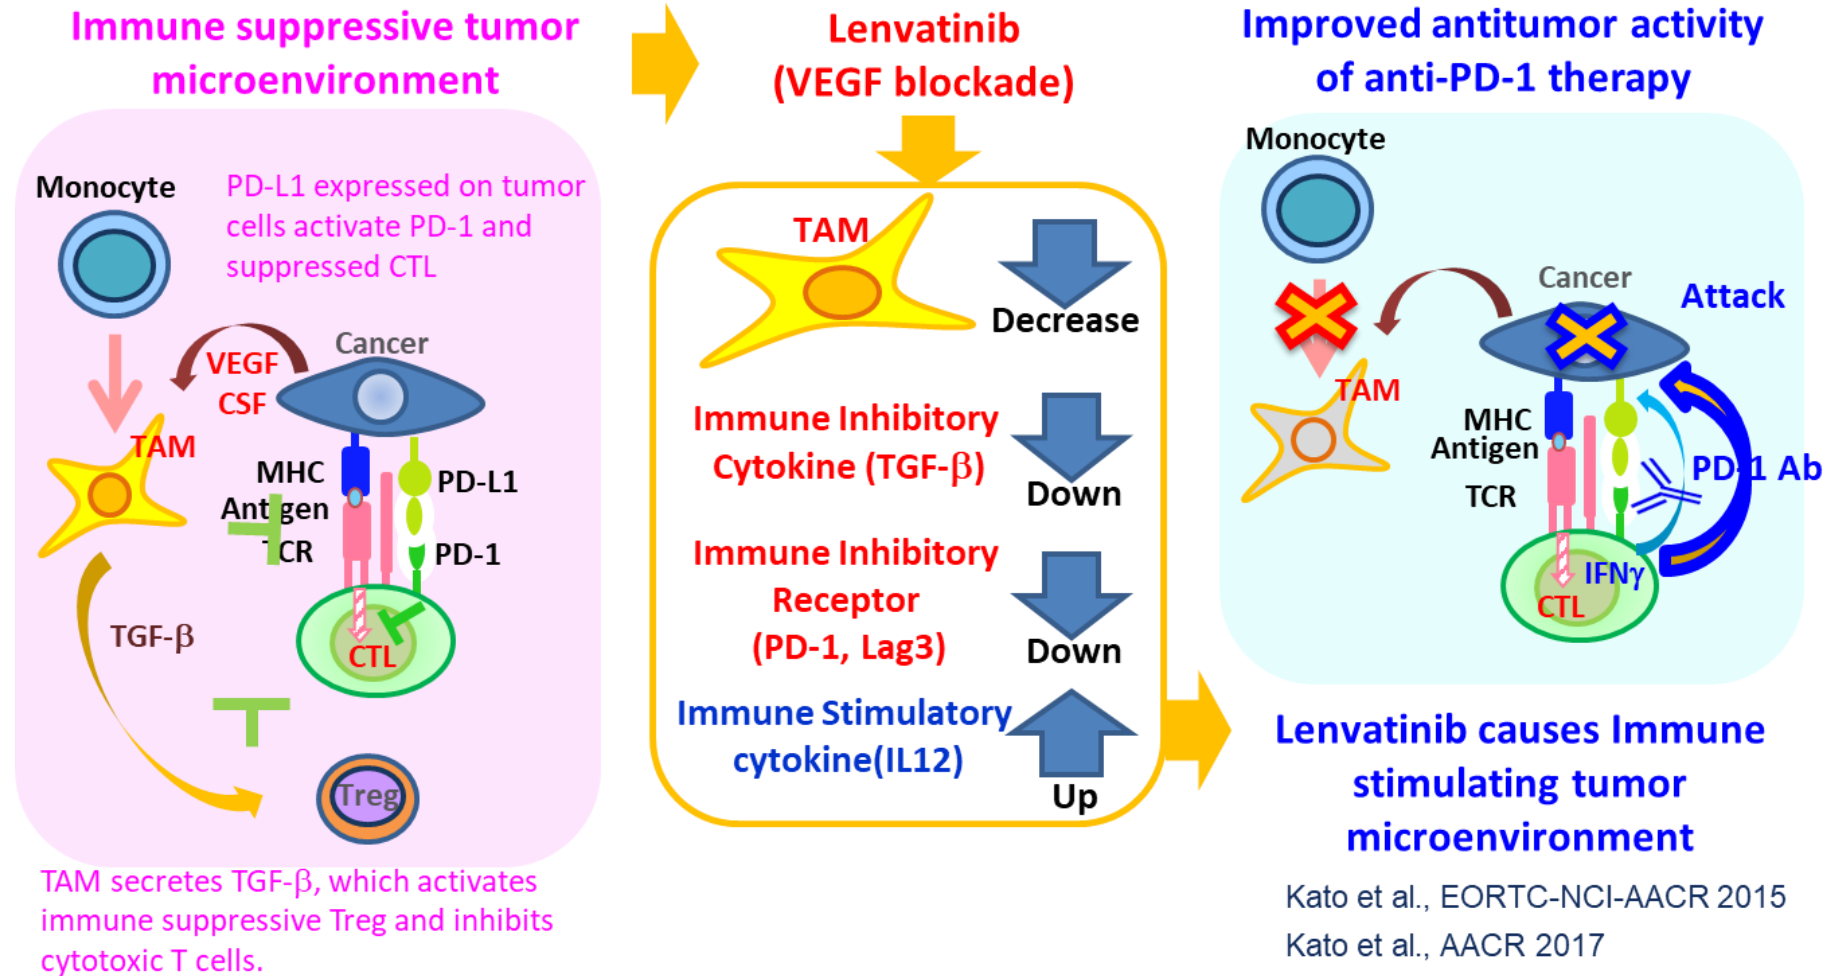 Immune suppressive tumor
microenvironment
Monocyte
PD-L1 expressed on tumor
cells activate PD-1 and
suppressed CTL
VEGF
CSF
Cancer
TAM
MHC
Antigen
TCR
PD-L1
PD-1
CTL
TGF-β
Treg
TAM secretes TGF-β, which activates
immune suppressive Treg and inhibits
cytotoxic T cells.
Lenvatinib
(VEGF blockade)
TAM
Decrease
Immune Inhibitory
Cytokine (TGF-β)
Down
Immune Inhibitory
Receptor
(PD-1, Lag3)
Down
Immune Stimulatory
cytokine(IL12)
Up
Improved antitumor activity
of anti-PD-1 therapy
Monocyte
Cancer
Attack
TAM
MHC
Antigen
TCR
PD-1 Ab
IFNγ
CTL
Lenvatinib causes Immune
stimulating tumor
microenvironment
Kato et al., EORTC-NCI-AACR 2015
Kato et al., AACR 2017